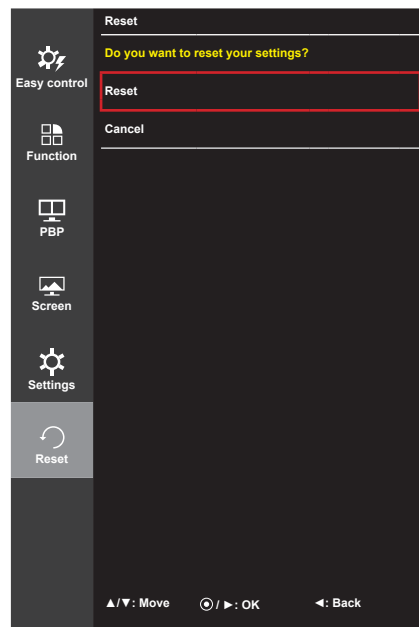 Reset
Do you want to reset your settings?
Reset
Cancel
Easy control
Function
PBP
Screen
Settings
Reset
▲/▼: Move ⦿ / ►: OK ◄: Back